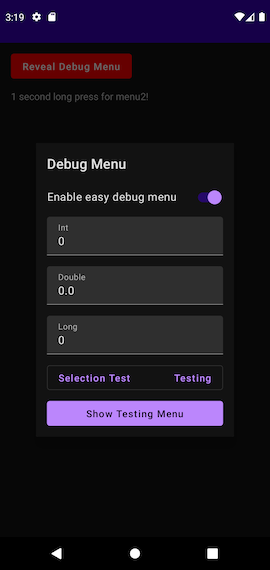 3:19
Reveal Debug Menu
1 second long press for menu2!
Debug Menu
Enable easy debug menu
Int
0
Double
0.0
Long
0
Selection Test Testing
Show Testing Menu